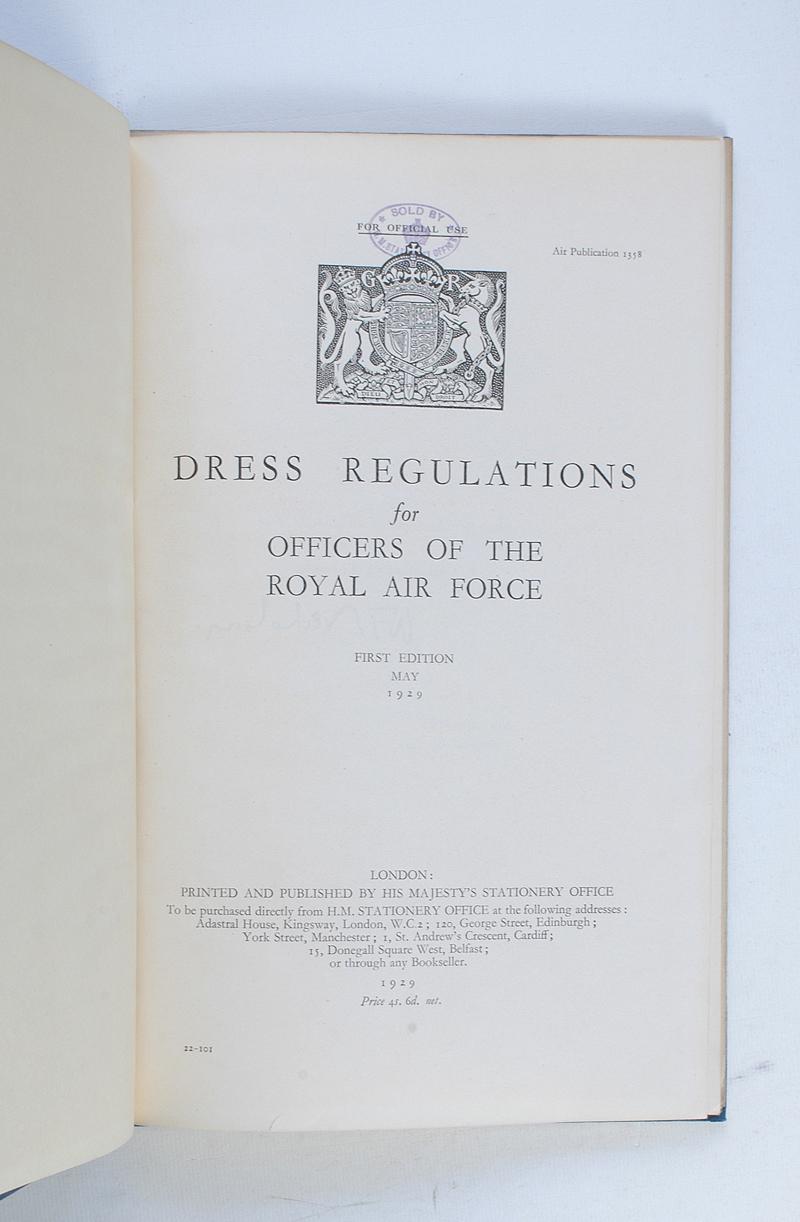 SOLD BY
FOR OFFICIAL USE
Air Publication 1358
G R
DIEU DROIT
DRESS REGULATIONS
for
OFFICERS OF THE
ROYAL AIR FORCE
FIRST EDITION
MAY
1929
LONDON:
PRINTED AND PUBLISHED BY HIS MAJESTY'S STATIONERY OFFICE
To be purchased directly from H.M. STATIONERY OFFICE at the following addresses:
Adastral House, Kingsway, London, W.C.2; 120, George Street, Edinburgh;
York Street, Manchester; 1, St. Andrew's Crescent, Cardiff;
15, Donegall Square West, Belfast;
or through any Bookseller.
1929
Price 4s. 6d. net.
22-101